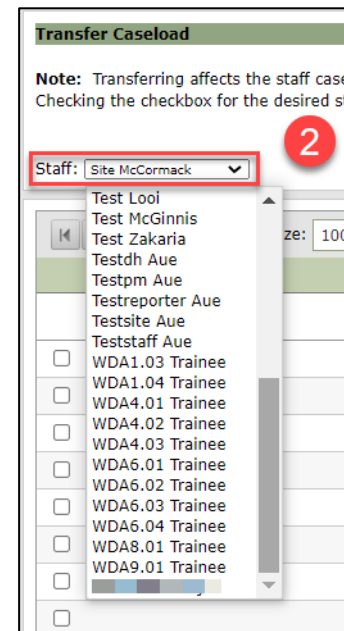 Transfer Caseload
Note: Transferring affects the staff case
Checking the checkbox for the desired st
2
Staff: Site McCormack
Test Looi
Test McGinnis
Test Zakaria
ze: 100
Testdh Aue
Testpm Aue
Testreporter Aue
Testsite Aue
Teststaff Aue
WDA1.03 Trainee
WDA1.04 Trainee
WDA4.01 Trainee
WDA4.02 Trainee
WDA4.03 Trainee
WDA6.01 Trainee
WDA6.02 Trainee
WDA6.03 Trainee
WDA6.04 Trainee
WDA8.01 Trainee
WDA9.01 Trainee